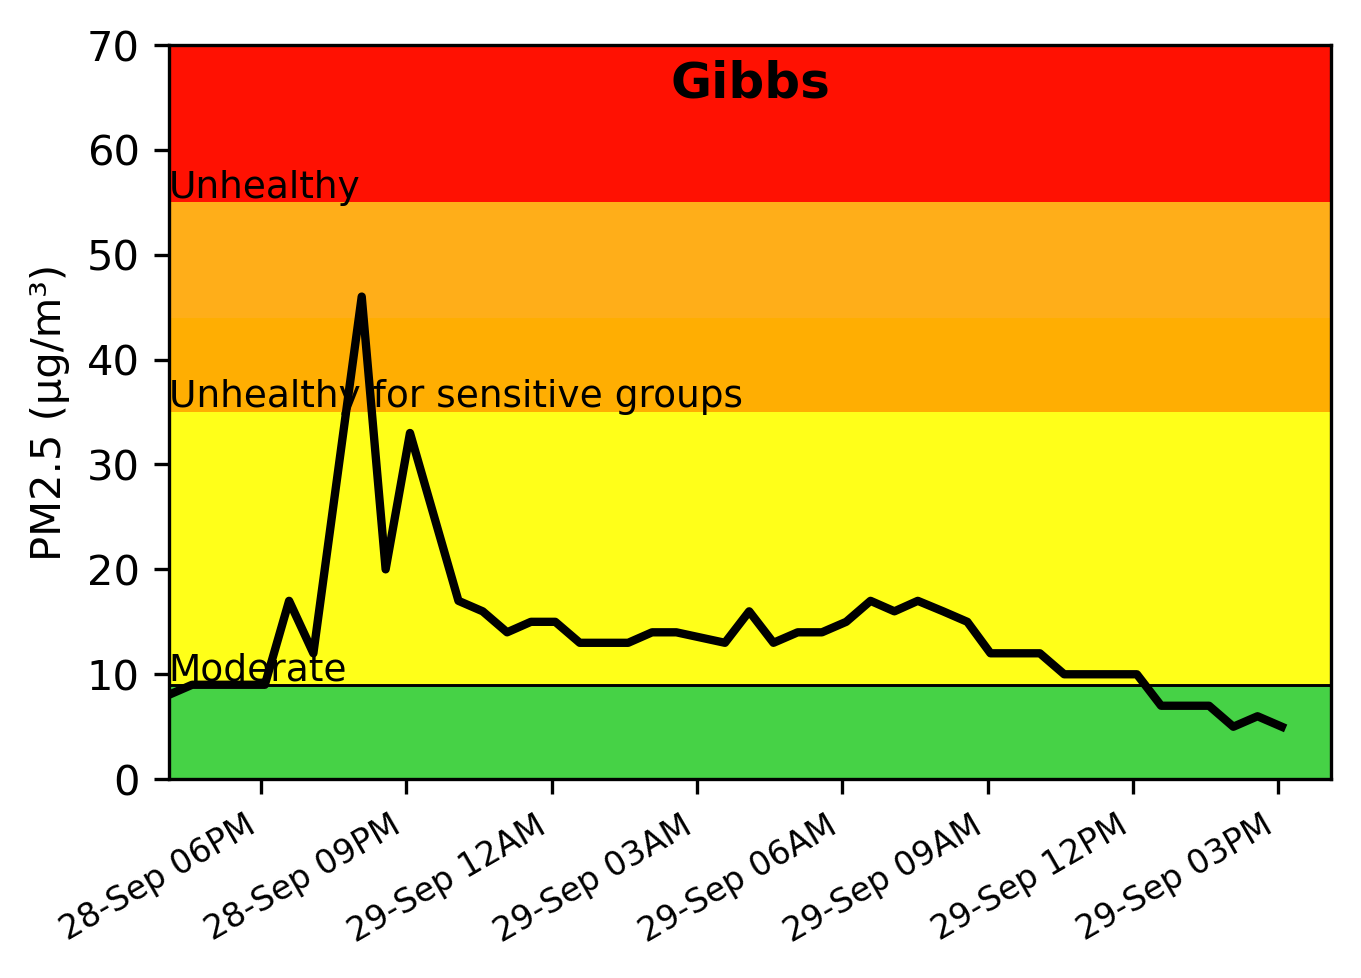 Gibbs
PM2.5 (µg/m³)
70
60
50
40
30
20
10
0
Unhealthy
Unhealthy for sensitive groups
Moderate
28-Sep 06PM
28-Sep 09PM
29-Sep 12AM
29-Sep 03AM
29-Sep 06AM
29-Sep 09AM
29-Sep 12PM
29-Sep 03PM